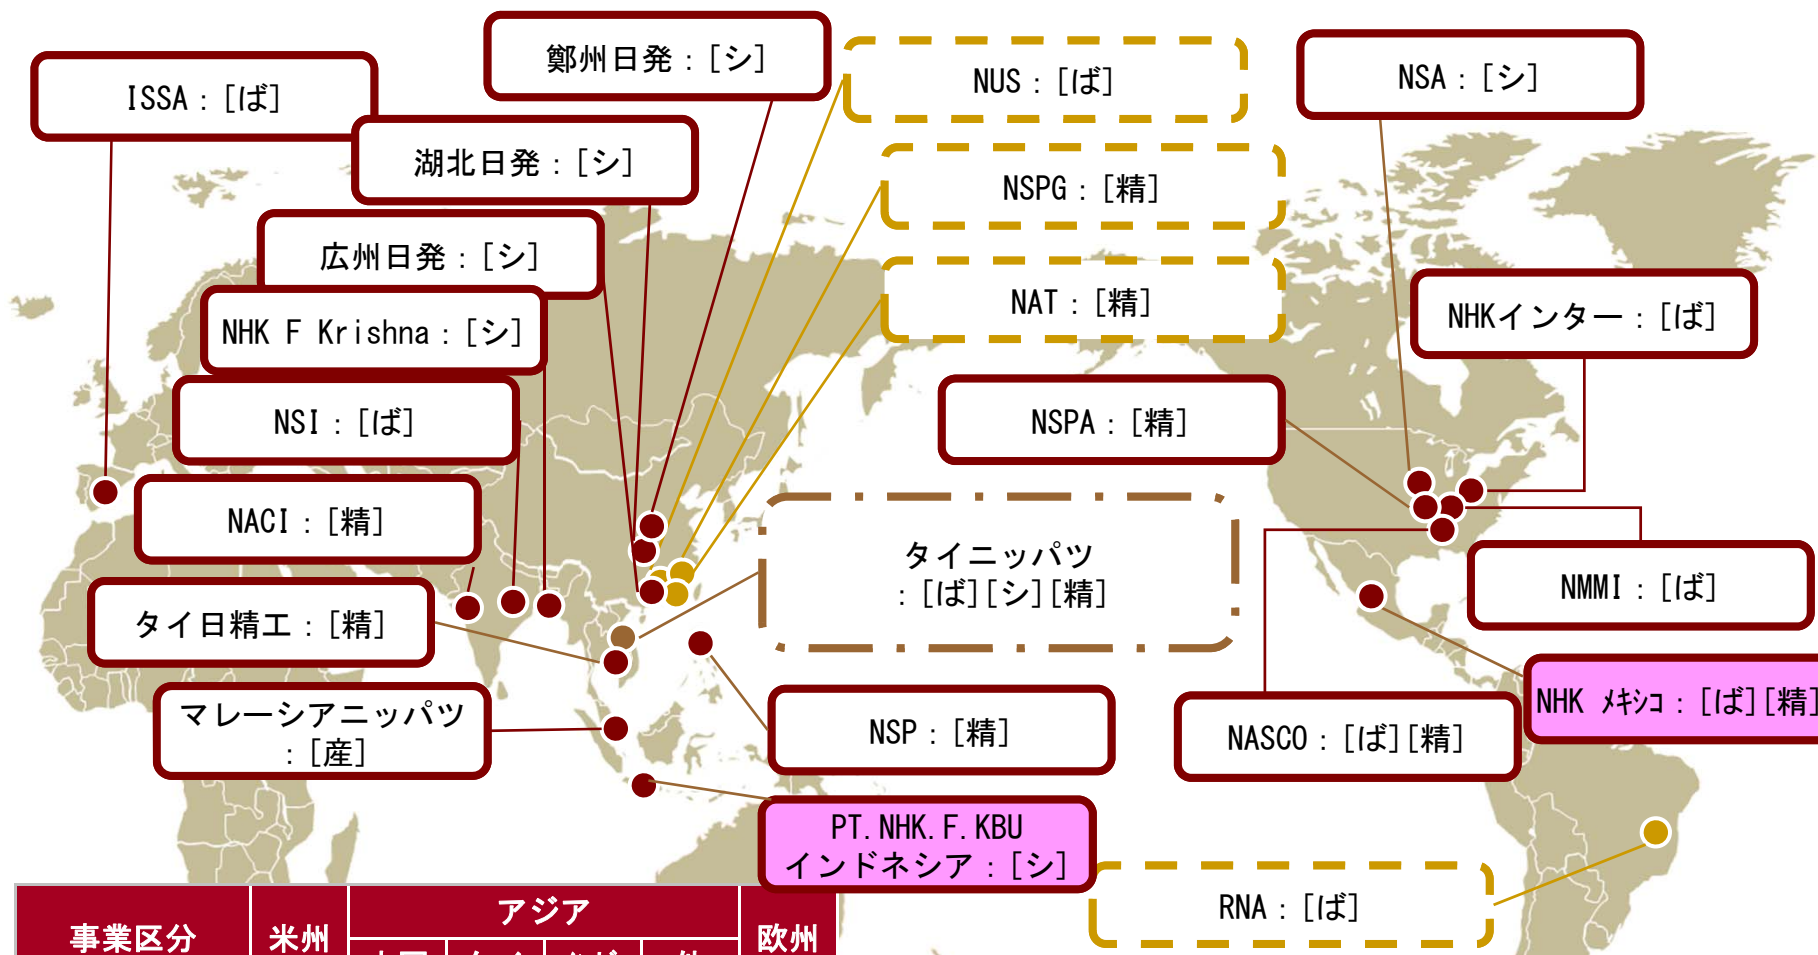 鄭州日発：[シ]
NUS：[ば]
NSA：[シ]
ISSA：[ば]
湖北日発：[シ]
NSPG：[精]
広州日発：[シ]
NAT：[精]
NHKインター：[ば]
NHK F Krishna：[シ]
NSI：[ば]
NSPA：[精]
NACI：[精]
タイニッパツ
：[ば][シ][精]
NMMI：[ば]
タイ日精工：[精]
マレーシアニッパツ
：[産]
NSP：[精]
NASCO：[ば][精]
NHK ﾒｷｼｺ：[ば][精]
PT.NHK.F.KBU
インドネシア：[シ]
RNA：[ば]
事業区分
米州
アジア
欧州